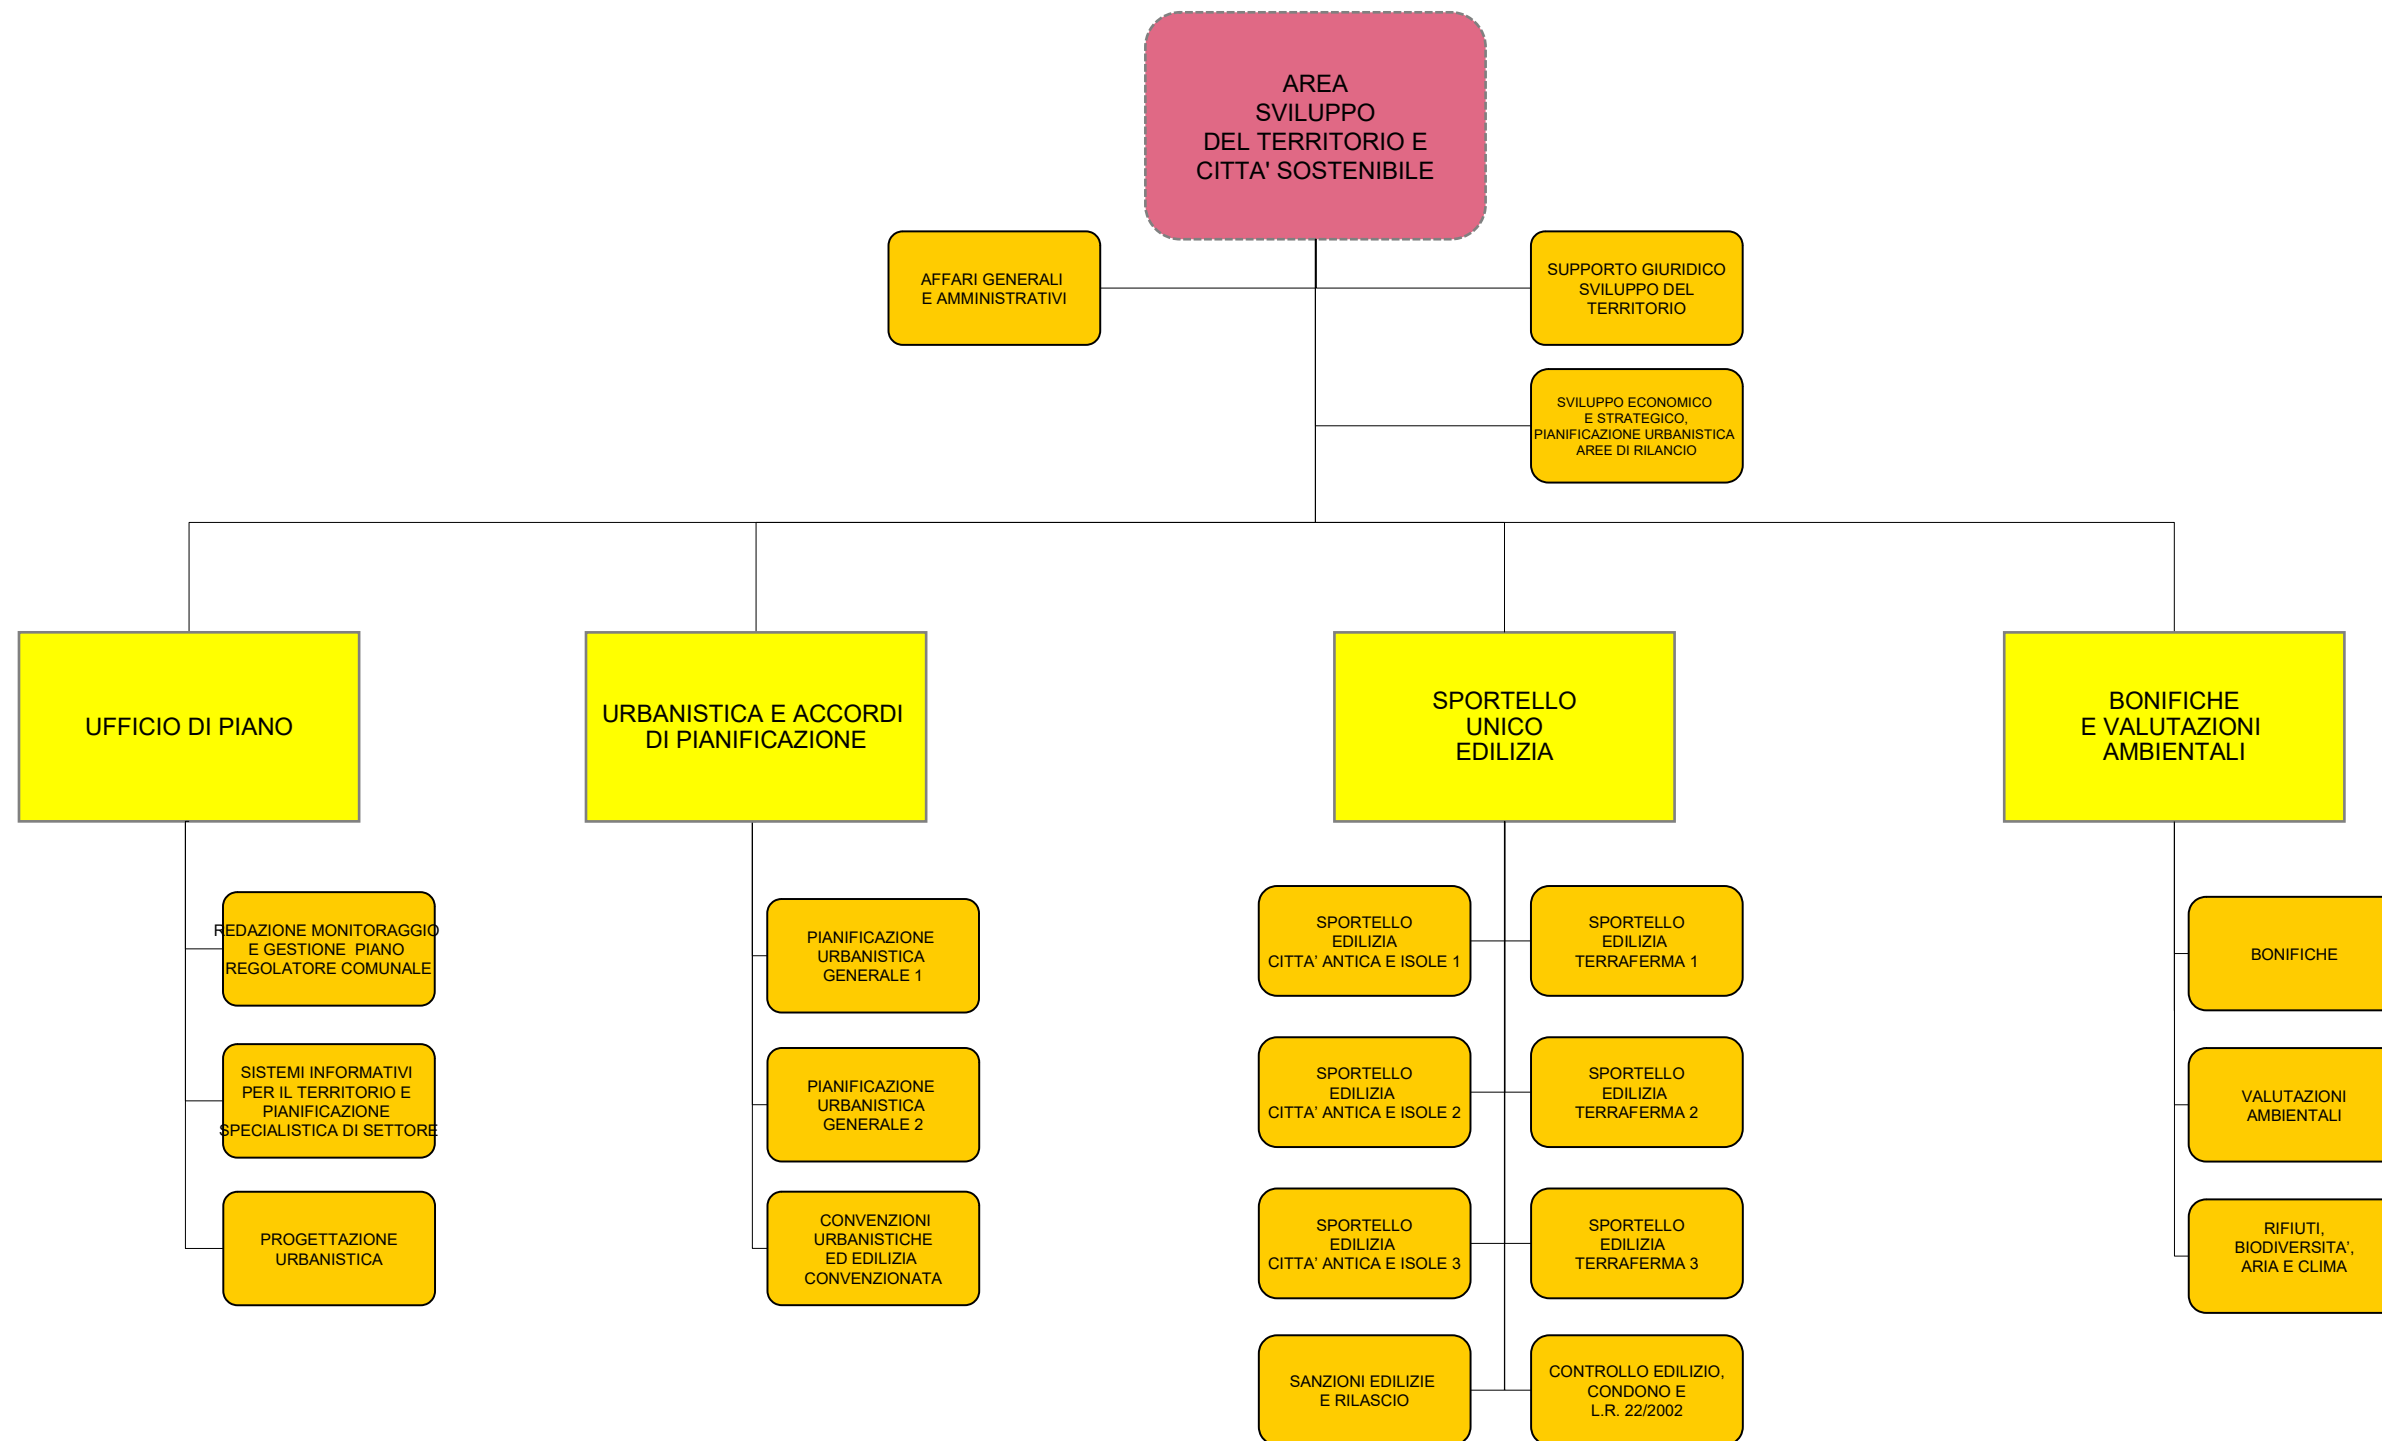 AREA
SVILUPPO
DEL TERRITORIO E
CITTA' SOSTENIBILE
AFFARI GENERALI
E AMMINISTRATIVI
SUPPORTO GIURIDICO
SVILUPPO DEL
TERRITORIO
SVILUPPO ECONOMICO
E STRATEGICO,
PIANIFICAZIONE URBANISTICA
AREE DI RILANCIO
UFFICIO DI PIANO
URBANISTICA E ACCORDI
DI PIANIFICAZIONE
SPORTELLO
UNICO
EDILIZIA
BONIFICHE
E VALUTAZIONI
AMBIENTALI
REDAZIONE MONITORAGGIO
E GESTIONE PIANO
REGOLATORE COMUNALE
SISTEMI INFORMATIVI
PER IL TERRITORIO E
PIANIFICAZIONE
SPECIALISTICA DI SETTORE
PROGETTAZIONE
URBANISTICA
PIANIFICAZIONE
URBANISTICA
GENERALE 1
PIANIFICAZIONE
URBANISTICA
GENERALE 2
CONVENZIONI
URBANISTICHE
ED EDILIZIA
CONVENZIONATA
SPORTELLO
EDILIZIA
CITTA' ANTICA E ISOLE 1
SPORTELLO
EDILIZIA
TERRAFERMA 1
SPORTELLO
EDILIZIA
CITTA' ANTICA E ISOLE 2
SPORTELLO
EDILIZIA
TERRAFERMA 2
SPORTELLO
EDILIZIA
CITTA' ANTICA E ISOLE 3
SPORTELLO
EDILIZIA
TERRAFERMA 3
SANZIONI EDILIZIE
E RILASCIO
CONTROLLO EDILIZIO,
CONDONO E
L.R. 22/2002
BONIFICHE
VALUTAZIONI
AMBIENTALI
RIFIUTI,
BIODIVERSITA',
ARIA E CLIMA